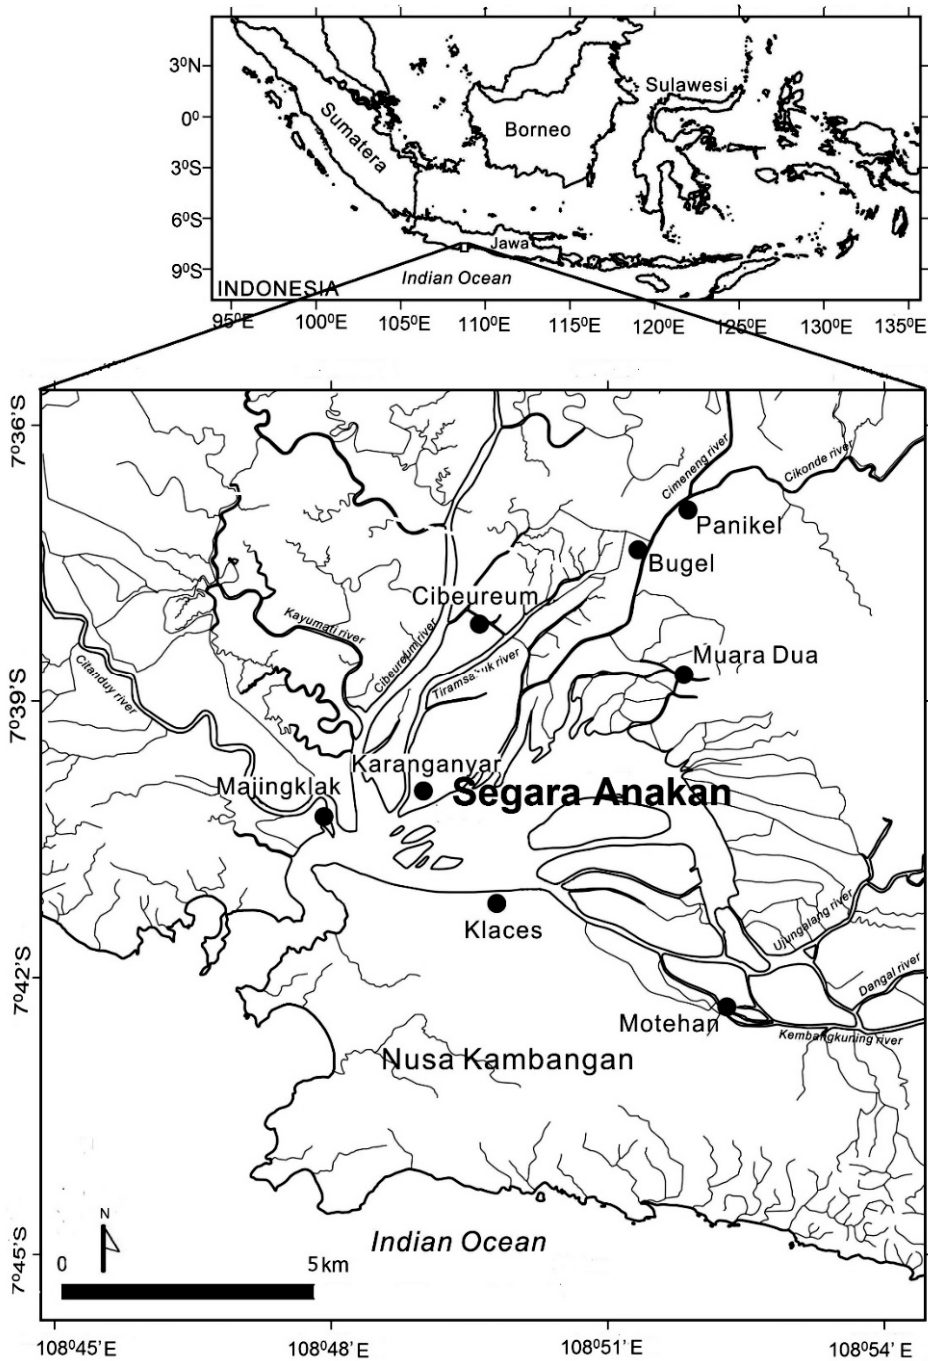 3⁰N
0⁰
3⁰S
6⁰S
9⁰S
Sumatera
Borneo
Sulawesi
Jawa
Indian Ocean
INDONESIA
95⁰E 100⁰E 105⁰E 110⁰E 115⁰E 120⁰E 125⁰E 130⁰E 135⁰E
7⁰36'S
Cimeneng river
Cikonde river
Panikel
Bugel
Cibeureum
Kayumati river
Cibeureum river
Muara Dua
Citanduy river
7⁰39'S
Karanganyar
Majingklak
Segara Anakan
Klaces
Ujungalang river
7⁰42'S
Dangal river
Motehan
Kembangkuning river
Nusa Kambangan
N
Indian Ocean
7⁰45'S
0 5 km
108⁰45' E 108⁰48' E 108⁰51' E 108⁰54' E